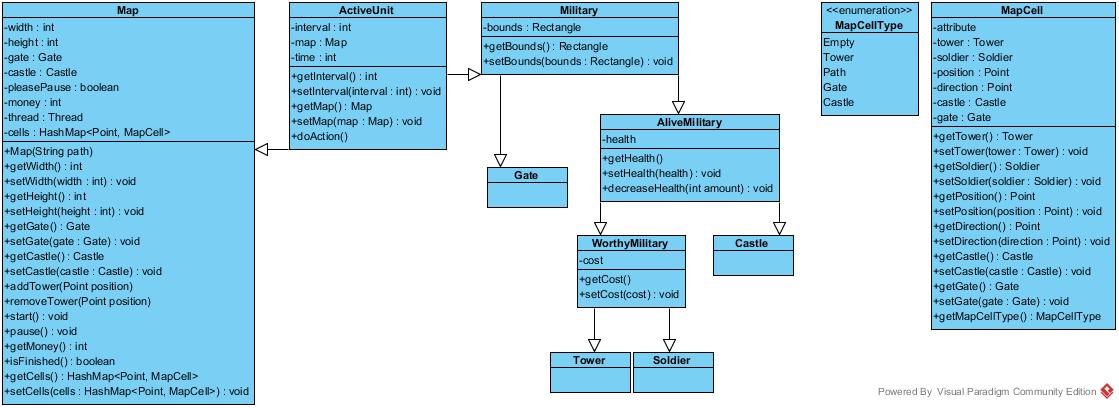 Map
-width : int
-height : int
-gate : Gate
-castle : Castle
-pleasePause : boolean
-money : int
-thread : Thread
-cells : HashMap<Point, MapCell>
+Map(String path)
+getWidth() : int
+setWidth(width : int) : void
+getHeight() : int
+setHeight(height : int) : void
+getGate() : Gate
+setGate(gate : Gate) : void
+getCastle() : Castle
+setCastle(castle : Castle) : void
+addTower(Point position)
+removeTower(Point position)
+start() : void
+pause() : void
+getMoney() : int
+isFinished() : boolean
+getCells() : HashMap<Point, MapCell>
+setCells(cells : HashMap<Point, MapCell>) : void
ActiveUnit
-interval : int
-map : Map
-time : int
+getInterval() : int
+setInterval(interval : int) : void
+getMap() : Map
+setMap(map : Map) : void
+doAction()
Military
-bounds : Rectangle
+getBounds() : Rectangle
+setBounds(bounds : Rectangle) : void
Gate
AliveMilitary
-health
+getHealth()
+setHealth(health) : void
+decreaseHealth(int amount) : void
WorthyMilitary
-cost
+getCost()
+setCost(cost) : void
Castle
Tower
Soldier
<<enumeration>>
MapCellType
Empty
Tower
Path
Gate
Castle
MapCell
-attribute
-tower : Tower
-soldier : Soldier
-position : Point
-direction : Point
-castle : Castle
-gate : Gate
+getTower() : Tower
+setTower(tower : Tower) : void
+getSoldier() : Soldier
+setSoldier(soldier : Soldier) : void
+getPosition() : Point
+setPosition(position : Point) : void
+getDirection() : Point
+setDirection(direction : Point) : void
+getCastle() : Castle
+setCastle(castle : Castle) : void
+getGate() : Gate
+setGate(gate : Gate) : void
+getMapCellType() : MapCellType
Powered By Visual Paradigm Community Edition